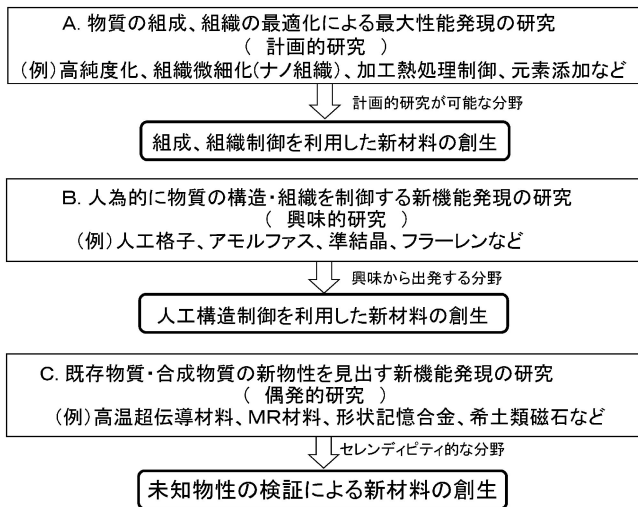 A. 物質の組成、組織の最適化による最大性能発現の研究
( 計画的研究 )
(例)高純度化、組織微細化(ナノ組織)、加工熱処理制御、元素添加など
計画的研究が可能な分野
組成、組織制御を利用した新材料の創生
B. 人為的に物質の構造・組織を制御する新機能発現の研究
( 興味的研究 )
(例)人工格子、アモルファス、準結晶、フラーレンなど
興味から出発する分野
人工構造制御を利用した新材料の創生
C. 既存物質・合成物質の新物性を見出す新機能発現の研究
( 偶発的研究 )
(例)高温超伝導材料、MR材料、形状記憶合金、希土類磁石など
セレンディピティ的な分野
未知物性の検証による新材料の創生